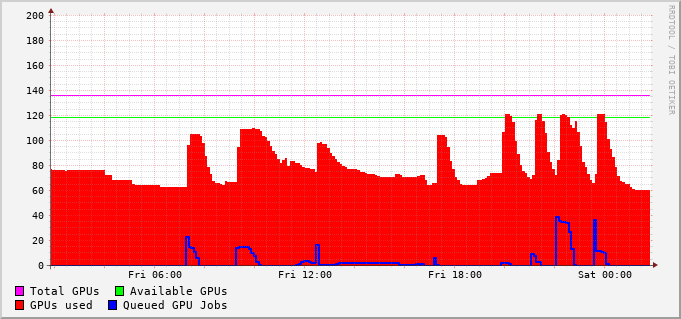 200
180
160
140
120
100
80
60
40
20
0
Fri 06:00 Fri 12:00 Fri 18:00 Sat 00:00
Total GPUs Available GPUs
GPUs used Queued GPU Jobs
RRDTOOL / TOBI OETIKER